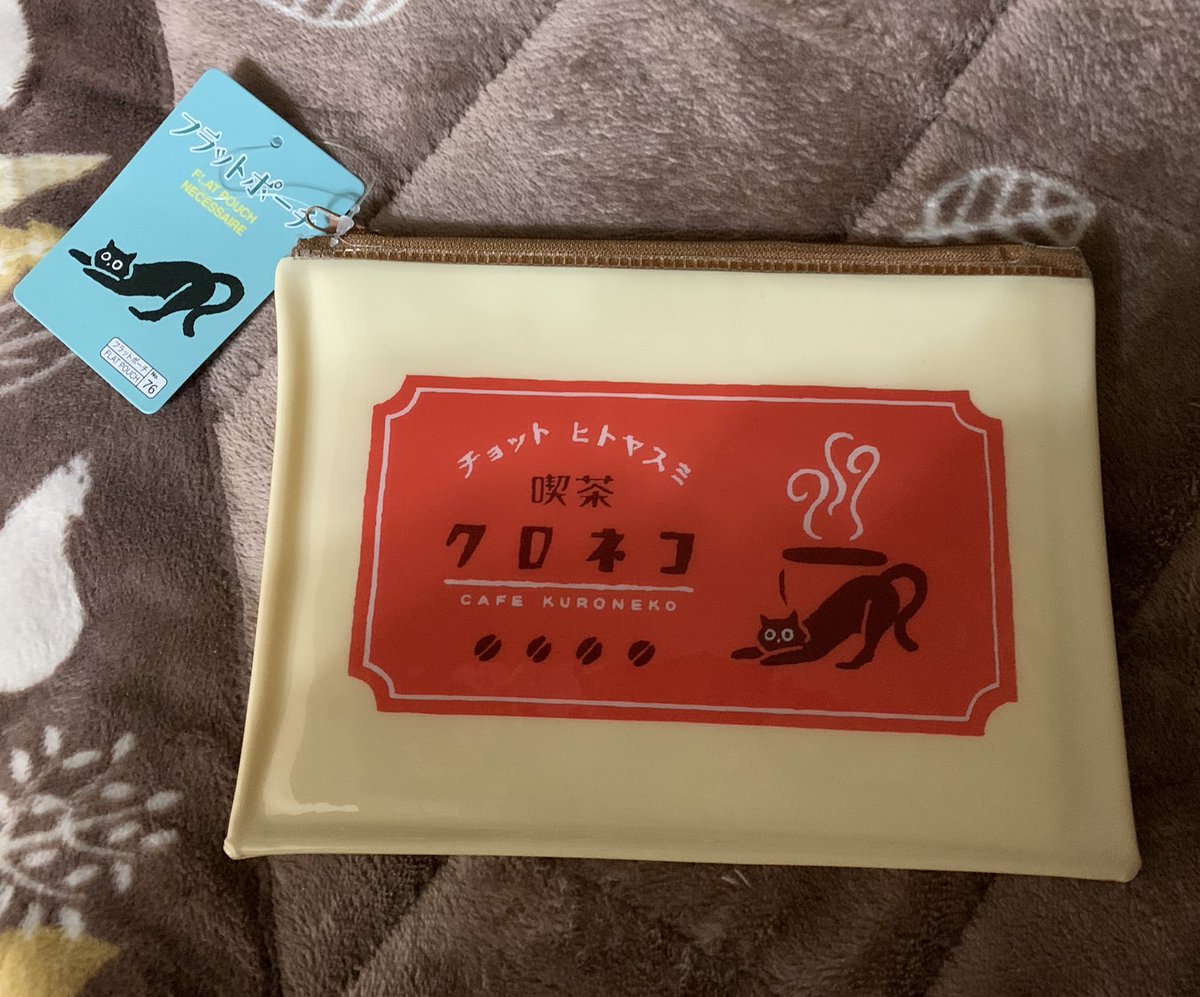 フラットポーチ
FLAT POUCH
NECESSAIRE
フラットポーチ
FLAT POUCH
No.
76
チョット ヒトヤスミ
喫茶
クロネコ
CAFE KURONEKO